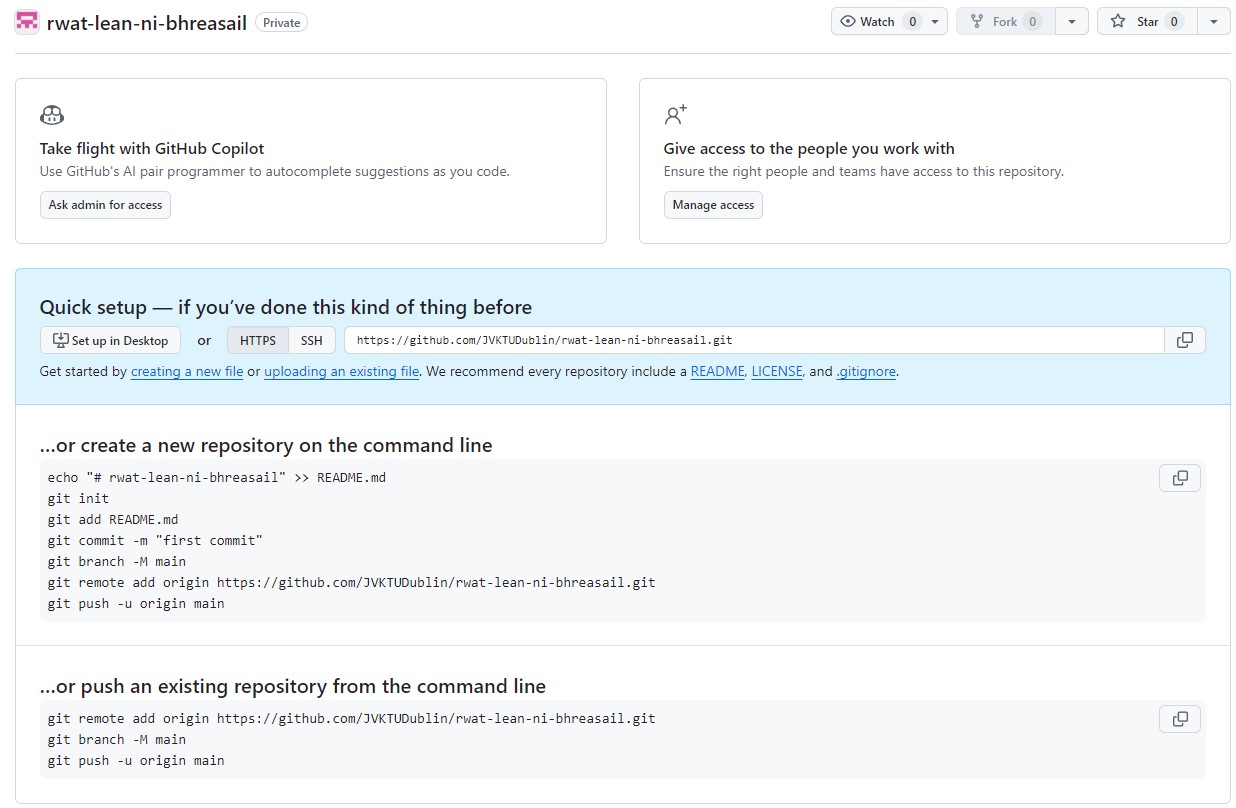 rwat-lean-ni-bhreasail Private Watch 0 Fork 0 Star 0
Take flight with GitHub Copilot
Use GitHub's AI pair programmer to autocomplete suggestions as you code.
Ask admin for access
Give access to the people you work with
Ensure the right people and teams have access to this repository.
Manage access
Quick setup — if you’ve done this kind of thing before
Set up in Desktop or HTTPS SSH https://github.com/JVKTUDublin/rwat-lean-ni-bhreasail.git
Get started by creating a new file or uploading an existing file. We recommend every repository include a README, LICENSE, and .gitignore.
…or create a new repository on the command line
echo "# rwat-lean-ni-bhreasail" >> README.md
git init
git add README.md
git commit -m "first commit"
git branch -M main
git remote add origin https://github.com/JVKTUDublin/rwat-lean-ni-bhreasail.git
git push -u origin main
…or push an existing repository from the command line
git remote add origin https://github.com/JVKTUDublin/rwat-lean-ni-bhreasail.git
git branch -M main
git push -u origin main